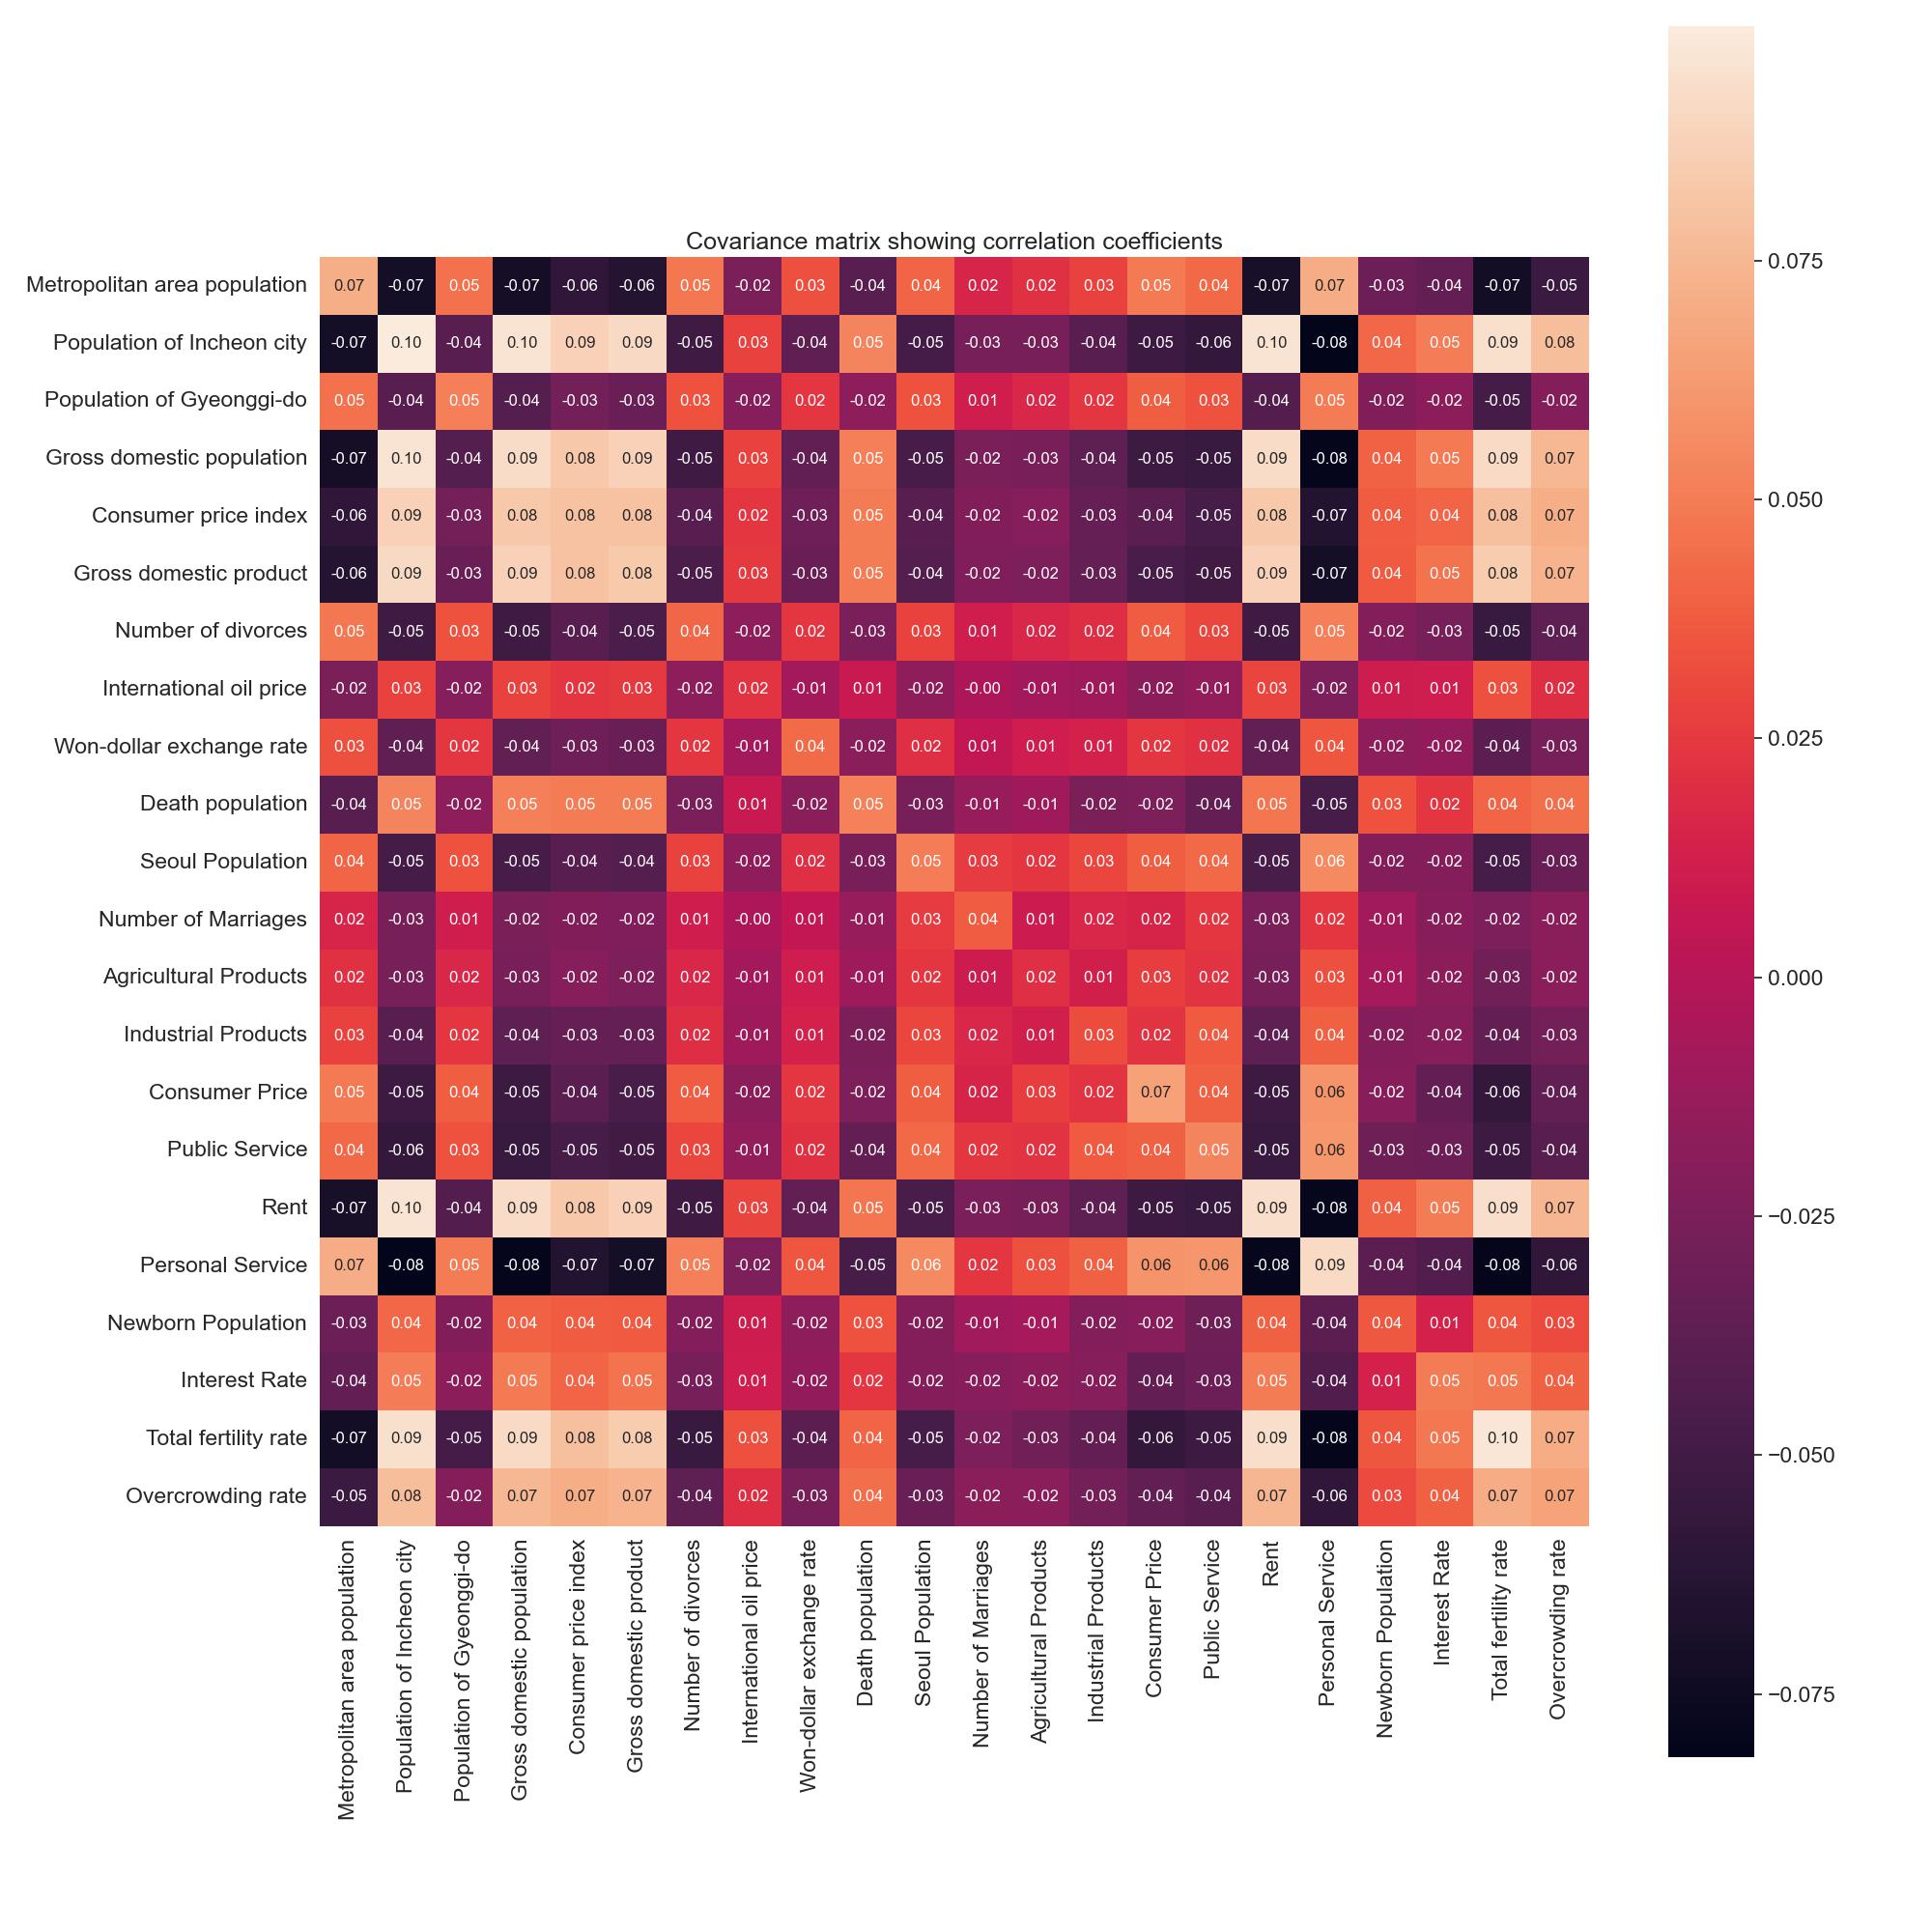 Covariance matrix showing correlation coefficients
Metropolitan area population 0.07 -0.07 0.05 -0.07 -0.06 -0.06 0.05 -0.02 0.03 -0.04 0.04 0.02 0.02 0.03 0.05 0.04 -0.07 0.07 -0.03 -0.04 -0.07 -0.05
Population of Incheon city -0.07 0.10 -0.04 0.10 0.09 0.09 -0.05 0.03 -0.04 0.05 -0.05 -0.03 -0.03 -0.04 -0.05 -0.06 0.10 -0.08 0.04 0.05 0.09 0.08
Population of Gyeonggi-do 0.05 -0.04 0.05 -0.04 -0.03 -0.03 0.03 -0.02 0.02 -0.02 0.03 0.01 0.02 0.02 0.04 0.03 -0.04 0.05 -0.02 -0.02 -0.05 -0.02
Gross domestic population -0.07 0.10 -0.04 0.09 0.08 0.09 -0.05 0.03 -0.04 0.05 -0.05 -0.02 -0.03 -0.04 -0.05 -0.05 0.09 -0.08 0.04 0.05 0.09 0.07
Consumer price index -0.06 0.09 -0.03 0.08 0.08 0.08 -0.04 0.02 -0.03 0.05 -0.04 -0.02 -0.02 -0.03 -0.04 -0.05 0.08 -0.07 0.04 0.04 0.08 0.07
Gross domestic product -0.06 0.09 -0.03 0.09 0.08 0.08 -0.05 0.03 -0.03 0.05 -0.04 -0.02 -0.02 -0.03 -0.05 -0.05 0.09 -0.07 0.04 0.05 0.08 0.07
Number of divorces 0.05 -0.05 0.03 -0.05 -0.04 -0.05 0.04 -0.02 0.02 -0.03 0.03 0.01 0.02 0.02 0.04 0.03 -0.05 0.05 -0.02 -0.03 -0.05 -0.04
International oil price -0.02 0.03 -0.02 0.03 0.02 0.03 -0.02 0.02 -0.01 0.01 -0.02 -0.00 -0.01 -0.01 -0.02 -0.01 0.03 -0.02 0.01 0.01 0.03 0.02
Won-dollar exchange rate 0.03 -0.04 0.02 -0.04 -0.03 -0.03 0.02 -0.01 0.04 -0.02 0.02 0.01 0.01 0.01 0.02 0.02 -0.04 0.04 -0.02 -0.02 -0.04 -0.03
Death population -0.04 0.05 -0.02 0.05 0.05 0.05 -0.03 0.01 -0.02 0.05 -0.03 -0.01 -0.01 -0.02 -0.02 -0.04 0.05 -0.05 0.03 0.02 0.04 0.04
Seoul Population 0.04 -0.05 0.03 -0.05 -0.04 -0.04 0.03 -0.02 0.02 -0.03 0.05 0.03 0.02 0.03 0.04 0.04 -0.05 0.06 -0.02 -0.02 -0.05 -0.03
Number of Marriages 0.02 -0.03 0.01 -0.02 -0.02 -0.02 0.01 -0.00 0.01 -0.01 0.03 0.04 0.01 0.02 0.02 0.02 -0.03 0.02 -0.01 -0.02 -0.02 -0.02
Agricultural Products 0.02 -0.03 0.02 -0.03 -0.02 -0.02 0.02 -0.01 0.01 -0.01 0.02 0.01 0.02 0.01 0.03 0.02 -0.03 0.03 -0.01 -0.02 -0.03 -0.02
Industrial Products 0.03 -0.04 0.02 -0.04 -0.03 -0.03 0.02 -0.01 0.01 -0.02 0.03 0.02 0.01 0.03 0.02 0.04 -0.04 0.04 -0.02 -0.02 -0.04 -0.03
Consumer Price 0.05 -0.05 0.04 -0.05 -0.04 -0.05 0.04 -0.02 0.02 -0.02 0.04 0.02 0.03 0.02 0.07 0.04 -0.05 0.06 -0.02 -0.04 -0.06 -0.04
Public Service 0.04 -0.06 0.03 -0.05 -0.05 -0.05 0.03 -0.01 0.02 -0.04 0.04 0.02 0.02 0.04 0.04 0.05 -0.05 0.06 -0.03 -0.03 -0.05 -0.04
Rent -0.07 0.10 -0.04 0.09 0.08 0.09 -0.05 0.03 -0.04 0.05 -0.05 -0.03 -0.03 -0.04 -0.05 -0.05 0.09 -0.08 0.04 0.05 0.09 0.07
Personal Service 0.07 -0.08 0.05 -0.08 -0.07 -0.07 0.05 -0.02 0.04 -0.05 0.06 0.02 0.03 0.04 0.06 0.06 -0.08 0.09 -0.04 -0.04 -0.08 -0.06
Newborn Population -0.03 0.04 -0.02 0.04 0.04 0.04 -0.02 0.01 -0.02 0.03 -0.02 -0.01 -0.01 -0.02 -0.02 -0.03 0.04 -0.04 0.04 0.01 0.04 0.03
Interest Rate -0.04 0.05 -0.02 0.05 0.04 0.05 -0.03 0.01 -0.02 0.02 -0.02 -0.02 -0.02 -0.02 -0.04 -0.03 0.05 -0.04 0.01 0.05 0.05 0.04
Total fertility rate -0.07 0.09 -0.05 0.09 0.08 0.08 -0.05 0.03 -0.04 0.04 -0.05 -0.02 -0.03 -0.04 -0.06 -0.05 0.09 -0.08 0.04 0.05 0.10 0.07
Overcrowding rate -0.05 0.08 -0.02 0.07 0.07 0.07 -0.04 0.02 -0.03 0.04 -0.03 -0.02 -0.02 -0.03 -0.04 -0.04 0.07 -0.06 0.03 0.04 0.07 0.07
Metropolitan area population
Population of Incheon city
Population of Gyeonggi-do
Gross domestic population
Consumer price index
Gross domestic product
Number of divorces
International oil price
Won-dollar exchange rate
Death population
Seoul Population
Number of Marriages
Agricultural Products
Industrial Products
Consumer Price
Public Service
Rent
Personal Service
Newborn Population
Interest Rate
Total fertility rate
Overcrowding rate
0.075
0.050
0.025
0.000
−0.025
−0.050
−0.075